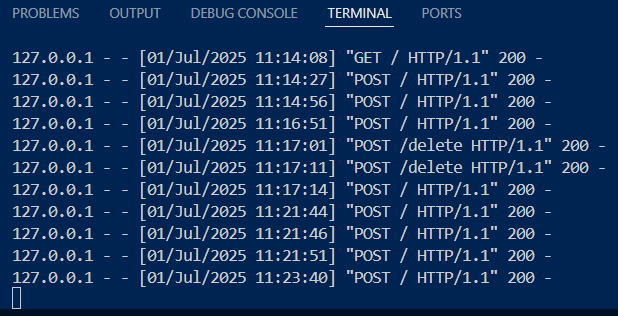 PROBLEMS OUTPUT DEBUG CONSOLE TERMINAL PORTS
127.0.0.1 - - [01/Jul/2025 11:14:08] "GET / HTTP/1.1" 200 -
127.0.0.1 - - [01/Jul/2025 11:14:27] "POST / HTTP/1.1" 200 -
127.0.0.1 - - [01/Jul/2025 11:14:56] "POST / HTTP/1.1" 200 -
127.0.0.1 - - [01/Jul/2025 11:16:51] "POST / HTTP/1.1" 200 -
127.0.0.1 - - [01/Jul/2025 11:17:01] "POST /delete HTTP/1.1" 200 -
127.0.0.1 - - [01/Jul/2025 11:17:11] "POST /delete HTTP/1.1" 200 -
127.0.0.1 - - [01/Jul/2025 11:17:14] "POST / HTTP/1.1" 200 -
127.0.0.1 - - [01/Jul/2025 11:21:44] "POST / HTTP/1.1" 200 -
127.0.0.1 - - [01/Jul/2025 11:21:46] "POST / HTTP/1.1" 200 -
127.0.0.1 - - [01/Jul/2025 11:21:51] "POST / HTTP/1.1" 200 -
127.0.0.1 - - [01/Jul/2025 11:23:40] "POST / HTTP/1.1" 200 -